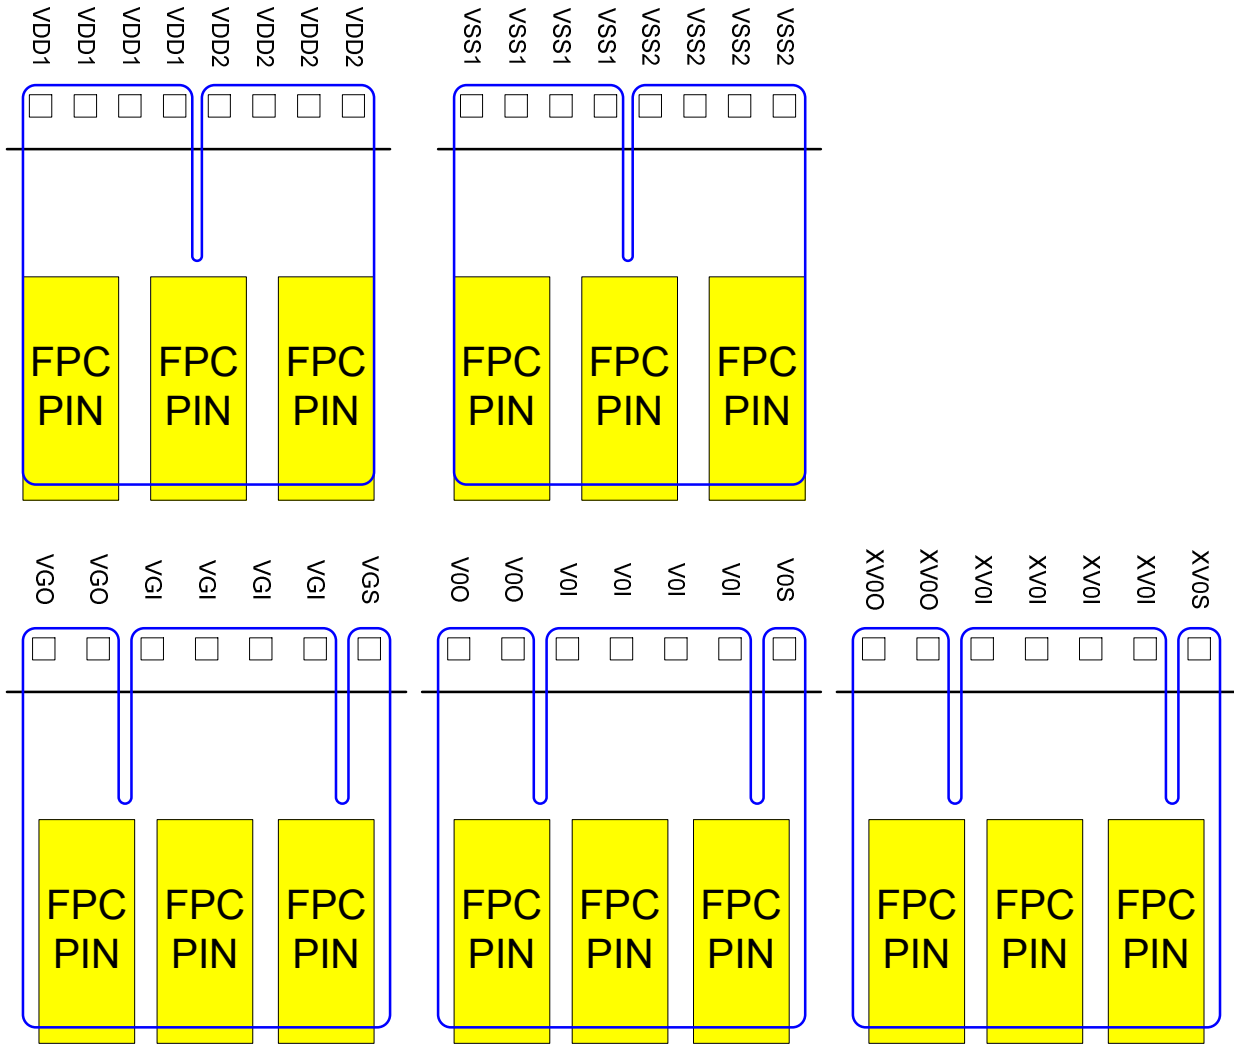 VDD1 VDD1 VDD1 VDD1 VDD2 VDD2 VDD2 VDD2
VSS1 VSS1 VSS1 VSS1 VSS2 VSS2 VSS2 VSS2
FPC PIN
FPC PIN
FPC PIN
FPC PIN
FPC PIN
FPC PIN
VGO VGO VGI VGI VGI VGI VGS
V0O V0O V0I V0I V0I V0I V0S
XV0O XV0O XV0I XV0I XV0I XV0I XV0S
FPC PIN
FPC PIN
FPC PIN
FPC PIN
FPC PIN
FPC PIN
FPC PIN
FPC PIN
FPC PIN